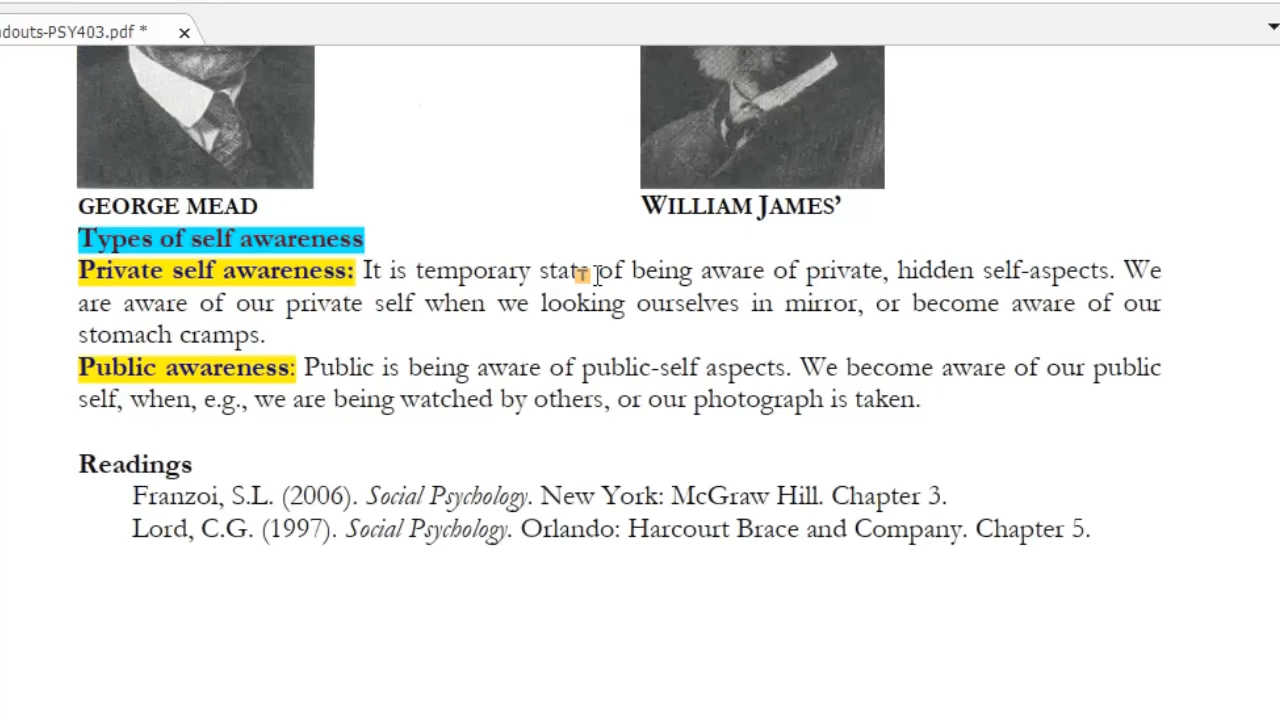 douts-PSY403.pdf *
GEORGE MEAD
WILLIAM JAMES’
Types of self awareness
Private self awareness: It is temporary state of being aware of private, hidden self-aspects. We
are aware of our private self when we looking ourselves in mirror, or become aware of our
stomach cramps.
Public awareness: Public is being aware of public-self aspects. We become aware of our public
self, when, e.g., we are being watched by others, or our photograph is taken.
Readings
Franzoi, S.L. (2006). Social Psychology. New York: McGraw Hill. Chapter 3.
Lord, C.G. (1997). Social Psychology. Orlando: Harcourt Brace and Company. Chapter 5.